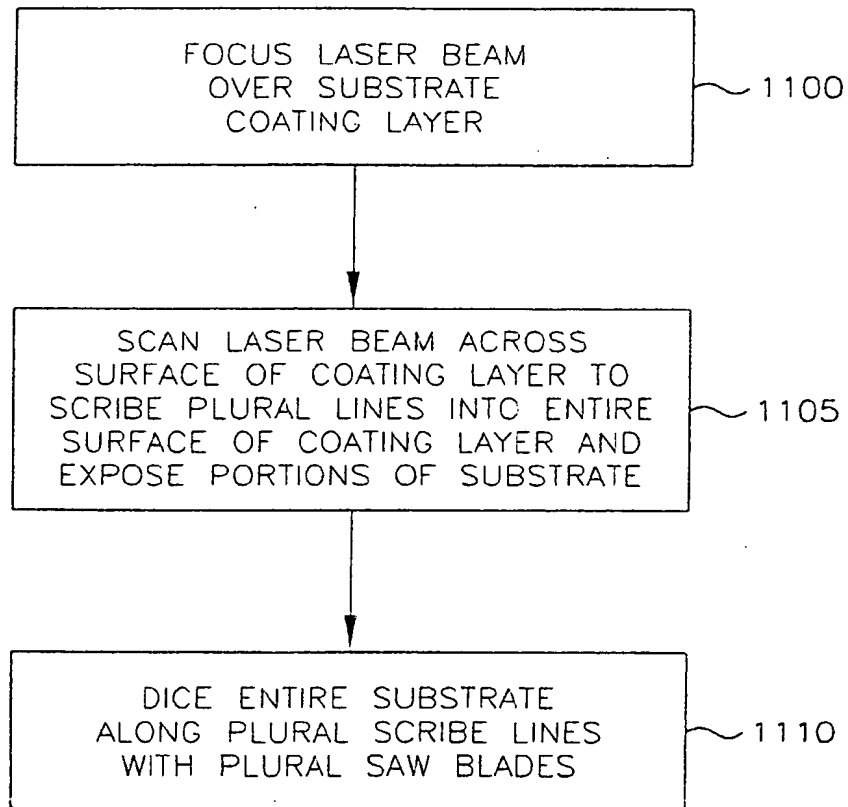 FOCUS LASER BEAM
OVER SUBSTRATE
COATING LAYER
1100
SCAN LASER BEAM ACROSS
SURFACE OF COATING LAYER TO
SCRIBE PLURAL LINES INTO ENTIRE
SURFACE OF COATING LAYER AND
EXPOSE PORTIONS OF SUBSTRATE
1105
DICE ENTIRE SUBSTRATE
ALONG PLURAL SCRIBE LINES
WITH PLURAL SAW BLADES
1110